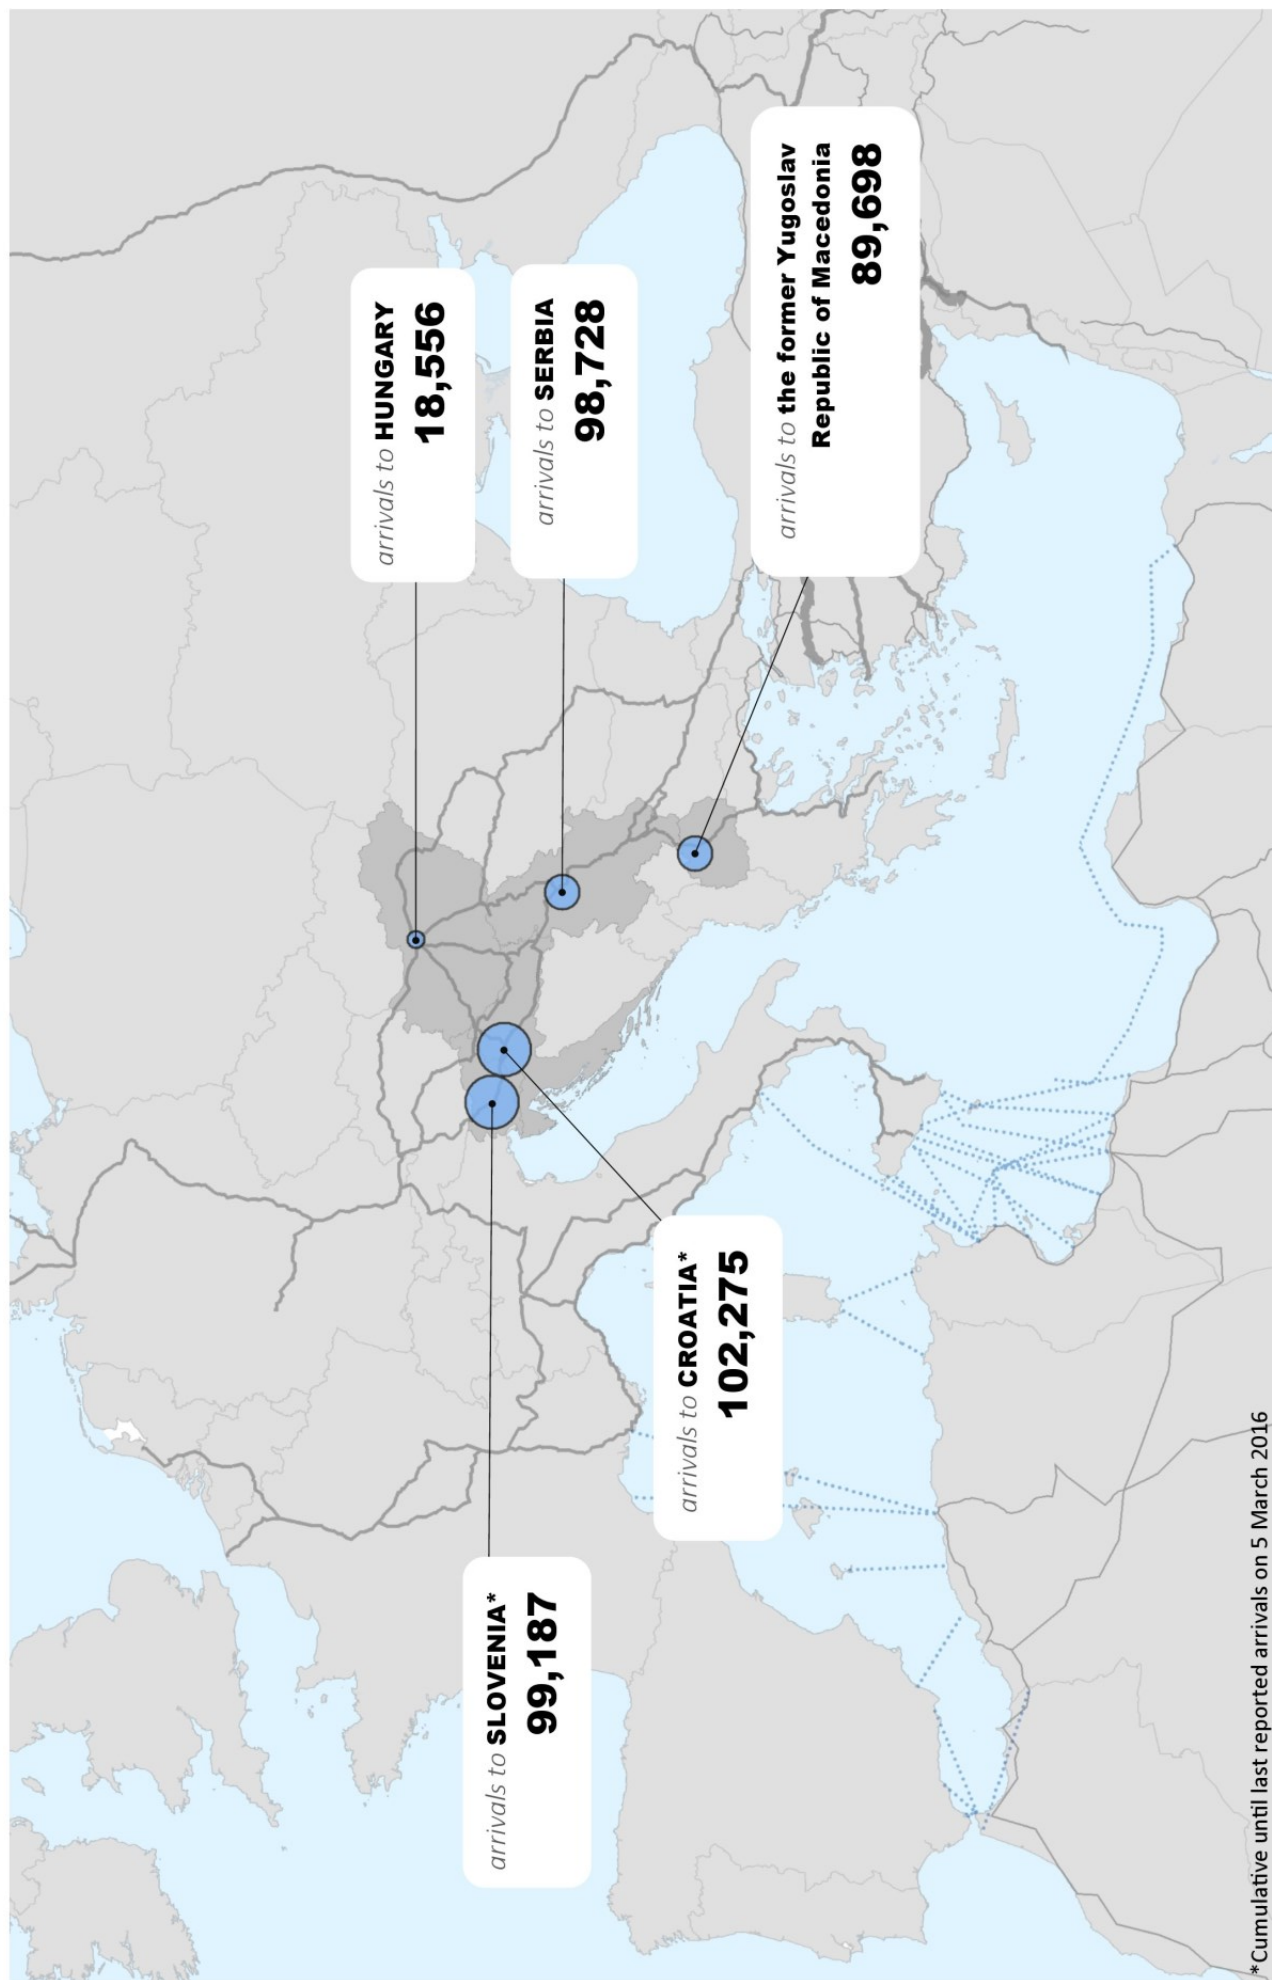 arrivals to HUNGARY
18,556
arrivals to SERBIA
98,728
arrivals to the former Yugoslav
Republic of Macedonia
89,698
arrivals to SLOVENIA*
99,187
arrivals to CROATIA*
102,275
*Cumulative until last reported arrivals on 5 March 2016